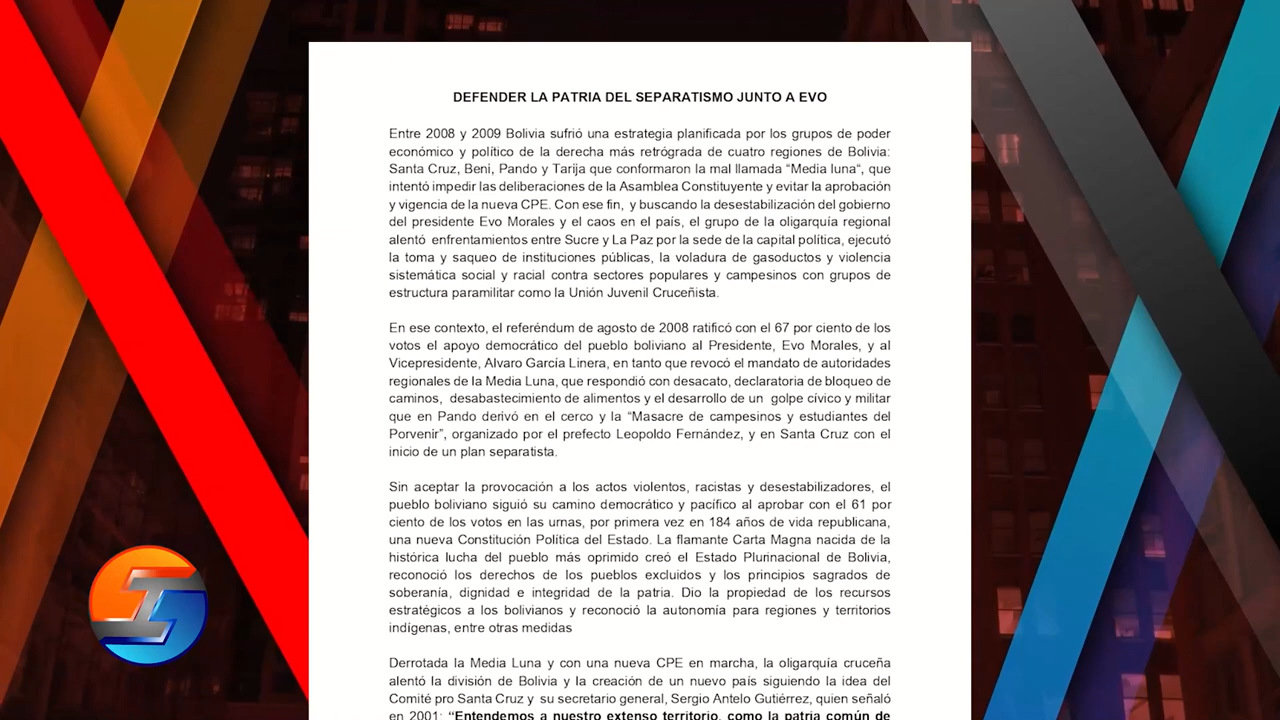 DEFENDER LA PATRIA DEL SEPARATISMO JUNTO A EVO
Entre 2008 y 2009 Bolivia sufrió una estrategia planificada por los grupos de poder
económico y político de la derecha más retrógrada de cuatro regiones de Bolivia:
Santa Cruz, Beni, Pando y Tarija que conformaron la mal llamada “Media luna“, que
intentó impedir las deliberaciones de la Asamblea Constituyente y evitar la aprobación
y vigencia de la nueva CPE. Con ese fin, y buscando la desestabilización del gobierno
del presidente Evo Morales y el caos en el país, el grupo de la oligarquía regional
alentó enfrentamientos entre Sucre y La Paz por la sede de la capital política, ejecutó
la toma y saqueo de instituciones públicas, la voladura de gasoductos y violencia
sistemática social y racial contra sectores populares y campesinos con grupos de
estructura paramilitar como la Unión Juvenil Cruceñista.
En ese contexto, el referéndum de agosto de 2008 ratificó con el 67 por ciento de los
votos el apoyo democrático del pueblo boliviano al Presidente, Evo Morales, y al
Vicepresidente, Alvaro García Linera, en tanto que revocó el mandato de autoridades
regionales de la Media Luna, que respondió con desacato, declaratoria de bloqueo de
caminos, desabastecimiento de alimentos y el desarrollo de un golpe cívico y militar
que en Pando derivó en el cerco y la “Masacre de campesinos y estudiantes del
Porvenir”, organizado por el prefecto Leopoldo Fernández, y en Santa Cruz con el
inicio de un plan separatista.
Sin aceptar la provocación a los actos violentos, racistas y desestabilizadores, el
pueblo boliviano siguió su camino democrático y pacífico al aprobar con el 61 por
ciento de los votos en las urnas, por primera vez en 184 años de vida republicana,
una nueva Constitución Política del Estado. La flamante Carta Magna nacida de la
histórica lucha del pueblo más oprimido creó el Estado Plurinacional de Bolivia,
reconoció los derechos de los pueblos excluidos y los principios sagrados de
soberanía, dignidad e integridad de la patria. Dio la propiedad de los recursos
estratégicos a los bolivianos y reconoció la autonomía para regiones y territorios
indígenas, entre otras medidas
Derrotada la Media Luna y con una nueva CPE en marcha, la oligarquía cruceña
alentó la división de Bolivia y la creación de un nuevo país siguiendo la idea del
Comité pro Santa Cruz y su secretario general, Sergio Antelo Gutiérrez, quien señaló
en 2001: “Entendemos a nuestro extenso territorio, como la patria común de